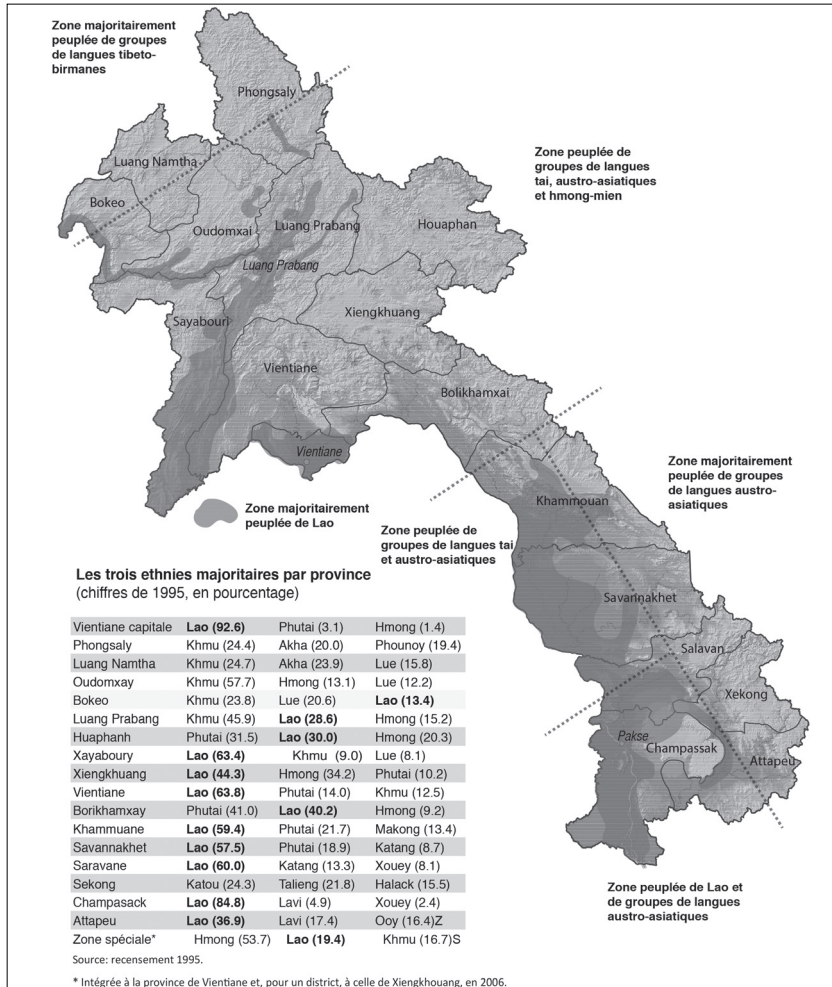 Zone majoritairement
peuplée de groupes
de langues tibeto-
birmanes
Phongsaly
Luang Namtha
Bokeo
Oudomxai
Luang Prabang
Houaphan
Luang Prabang
Zone peuplée de
groupes de langues
tai, austro-asiatiques
et hmong-mien
Sayabouri
Xiengkhuang
Vientiane
Bolikhamxai
Vientiane
Zone majoritairement
peuplée de Lao
Khammouan
Zone majoritairement
peuplée de groupes
de langues austro-
asiatiques
Zone peuplée de
groupes de langues tai
et austro-asiatiques
Savannakhet
Salavan
Xekong
Pakse
Champassak
Attapeu
Zone peuplée de Lao et
de groupes de langues
austro-asiatiques
Les trois ethnies majoritaires par province
(chiffres de 1995, en pourcentage)
Vientiane capitale Lao (92.6) Phutai (3.1) Hmong (1.4)
Phongsaly Khmu (24.4) Akha (20.0) Phounoy (19.4)
Luang Namtha Khmu (24.7) Akha (23.9) Lue (15.8)
Oudomxay Khmu (57.7) Hmong (13.1) Lue (12.2)
Bokeo Khmu (23.8) Lue (20.6) Lao (13.4)
Luang Prabang Khmu (45.9) Lao (28.6) Hmong (15.2)
Huaphanh Phutai (31.5) Lao (30.0) Hmong (20.3)
Xayaboury Lao (63.4) Khmu (9.0) Lue (8.1)
Xiengkhuang Lao (44.3) Hmong (34.2) Phutai (10.2)
Vientiane Lao (63.8) Phutai (14.0) Khmu (12.5)
Borikhamxay Phutai (41.0) Lao (40.2) Hmong (9.2)
Khammuane Lao (59.4) Phutai (21.7) Makong (13.4)
Savannakhet Lao (57.5) Phutai (18.9) Katang (8.7)
Saravane Lao (60.0) Katang (13.3) Xouey (8.1)
Sekong Katou (24.3) Talieng (21.8) Halack (15.5)
Champasack Lao (84.8) Lavi (4.9) Xouey (2.4)
Attapeu Lao (36.9) Lavi (17.4) Ooy (16.4)Z
Zone spéciale* Hmong (53.7) Lao (19.4) Khmu (16.7)S
Source: recensement 1995.
* Intégrée à la province de Vientiane et, pour un district, à celle de Xiengkhouang, en 2006.